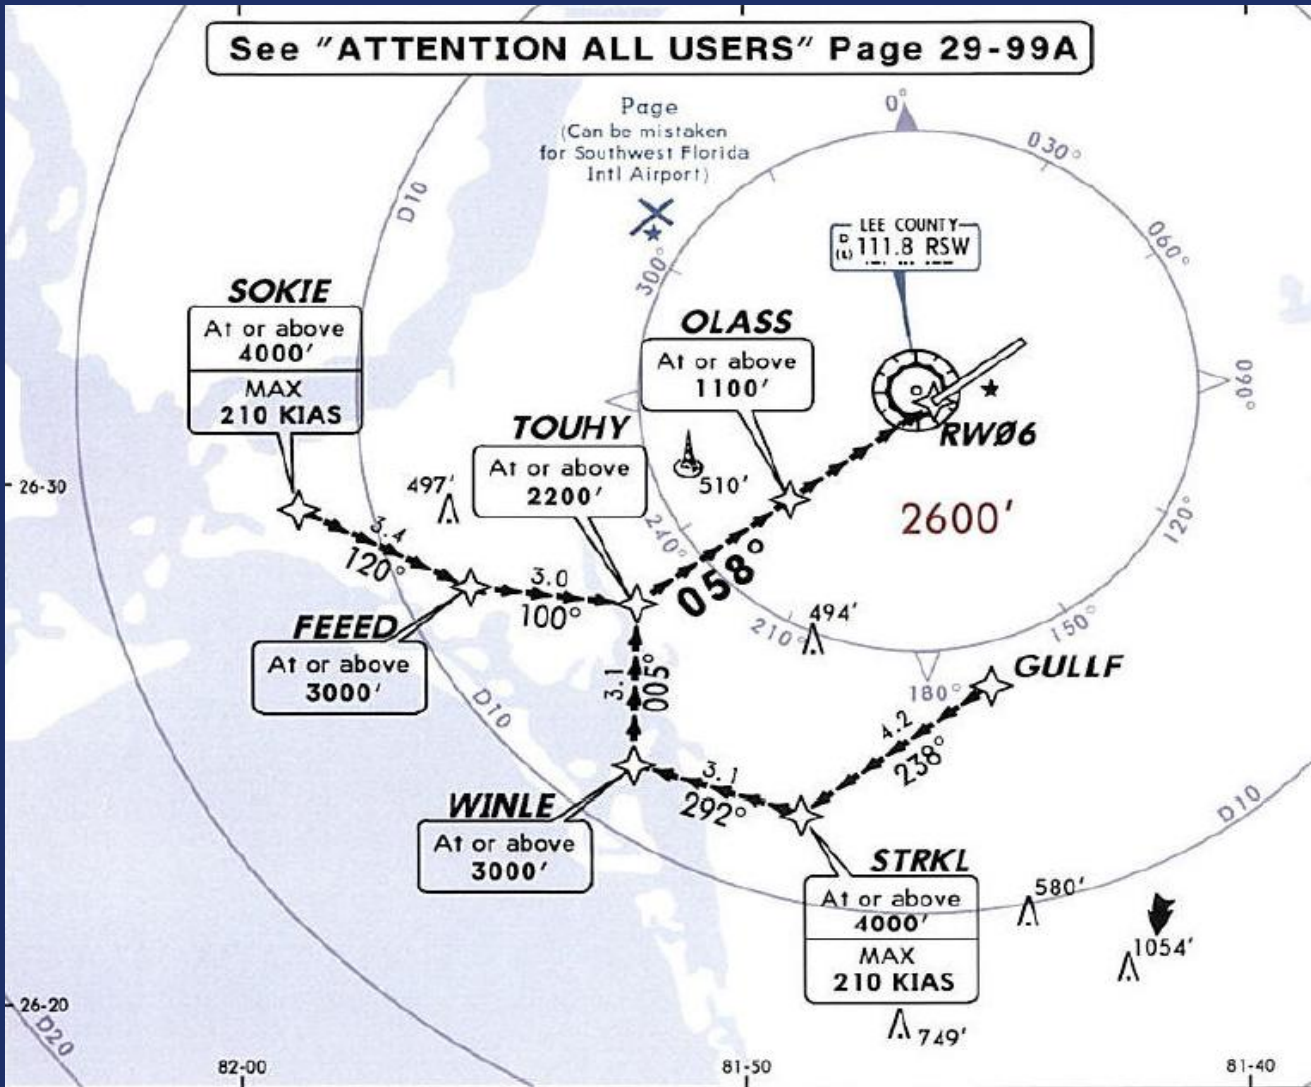 See "ATTENTION ALL USERS" Page 29-99A
Page
(Can be mistaken
for Southwest Florida
Intl Airport)
0°
030°
060°
090°
120°
150°
180°
210°
240°
300°
D10
LEE COUNTY
D
(L) 111.8 RSW
SOKIE
At or above
4000'
MAX
210 KIAS
OLASS
At or above
1100'
TOUHY
At or above
2200'
RWØ6
26-30
497'
510'
2600'
3.4
120°
3.0
100°
058°
FEEED
At or above
3000'
494'
3.1
005°
GULLF
D10
4.2
238°
3.1
292°
WINLE
At or above
3000'
D10
STRKL
At or above
4000'
MAX
210 KIAS
580'
1054'
749'
26-20
D20
82-00
81-50
81-40